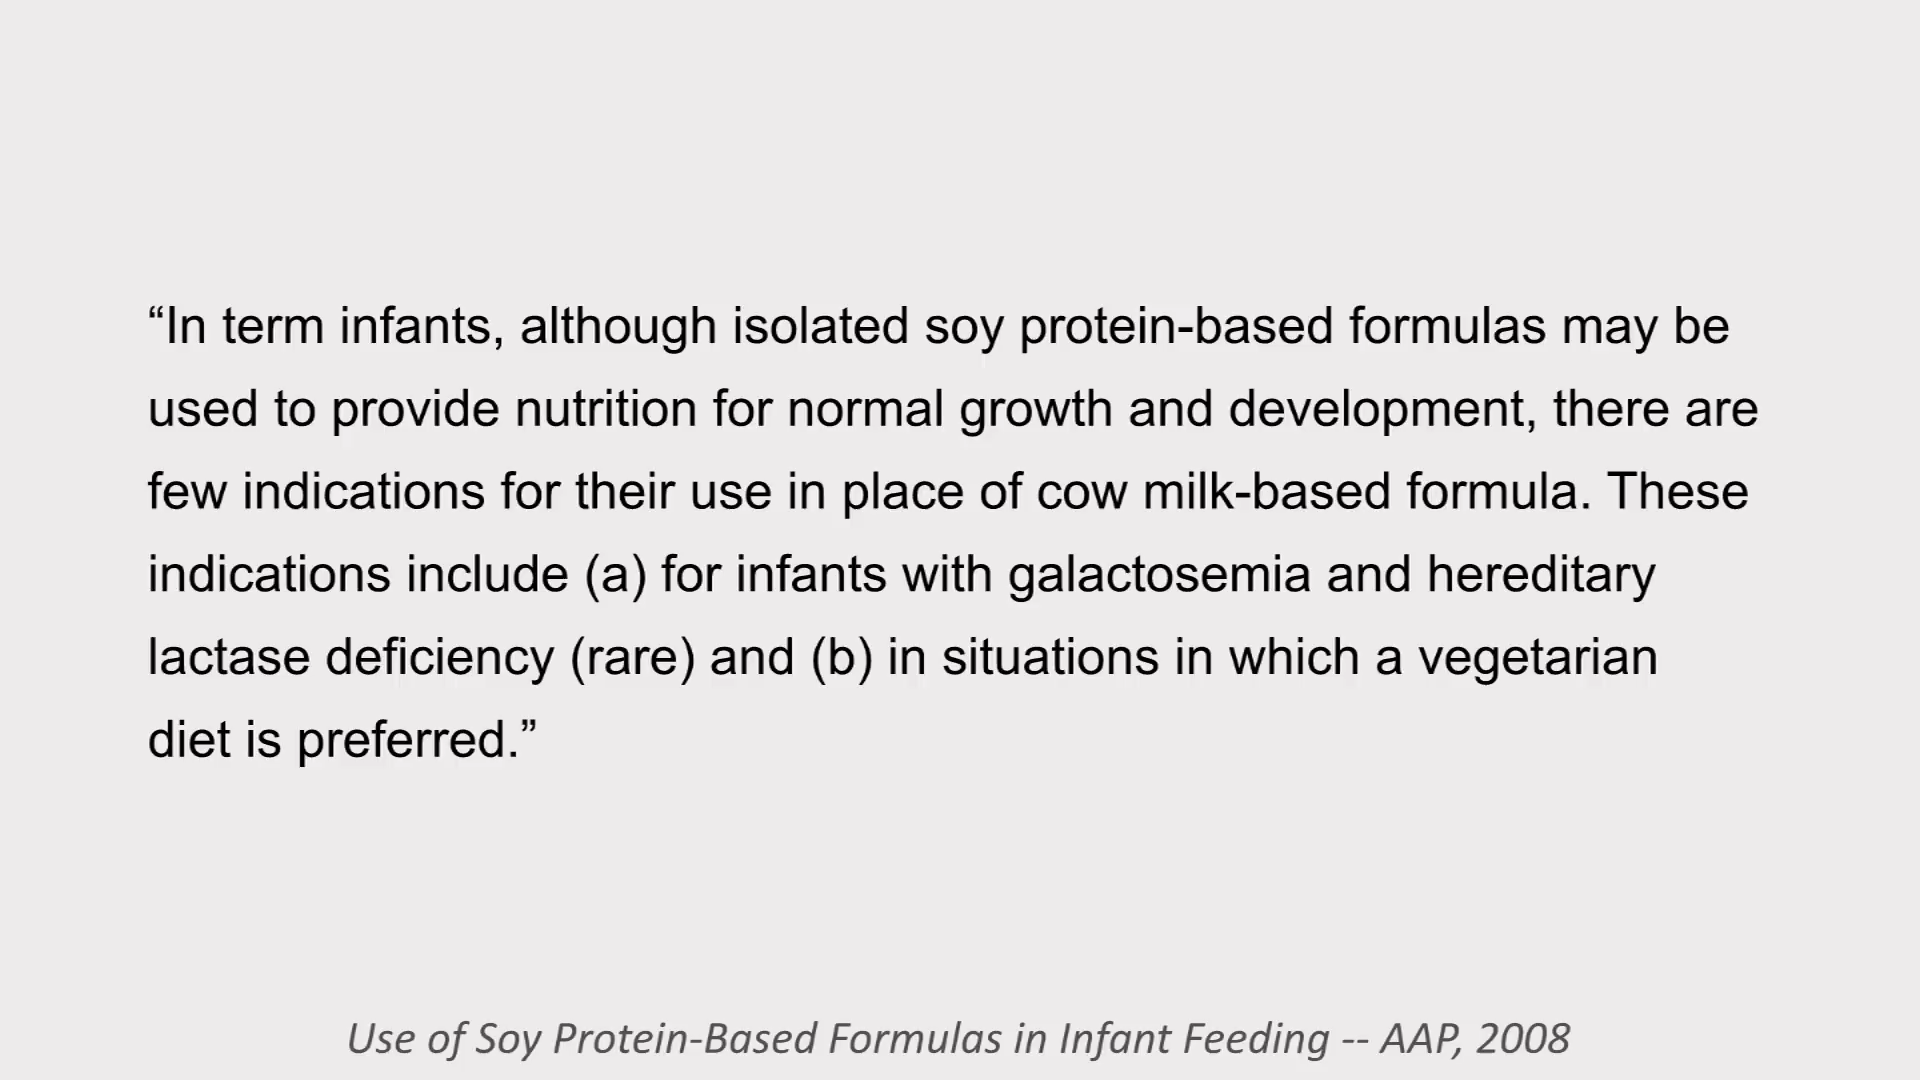 “In term infants, although isolated soy protein-based formulas may be
used to provide nutrition for normal growth and development, there are
few indications for their use in place of cow milk-based formula. These
indications include (a) for infants with galactosemia and hereditary
lactase deficiency (rare) and (b) in situations in which a vegetarian
diet is preferred.”
Use of Soy Protein-Based Formulas in Infant Feeding -- AAP, 2008